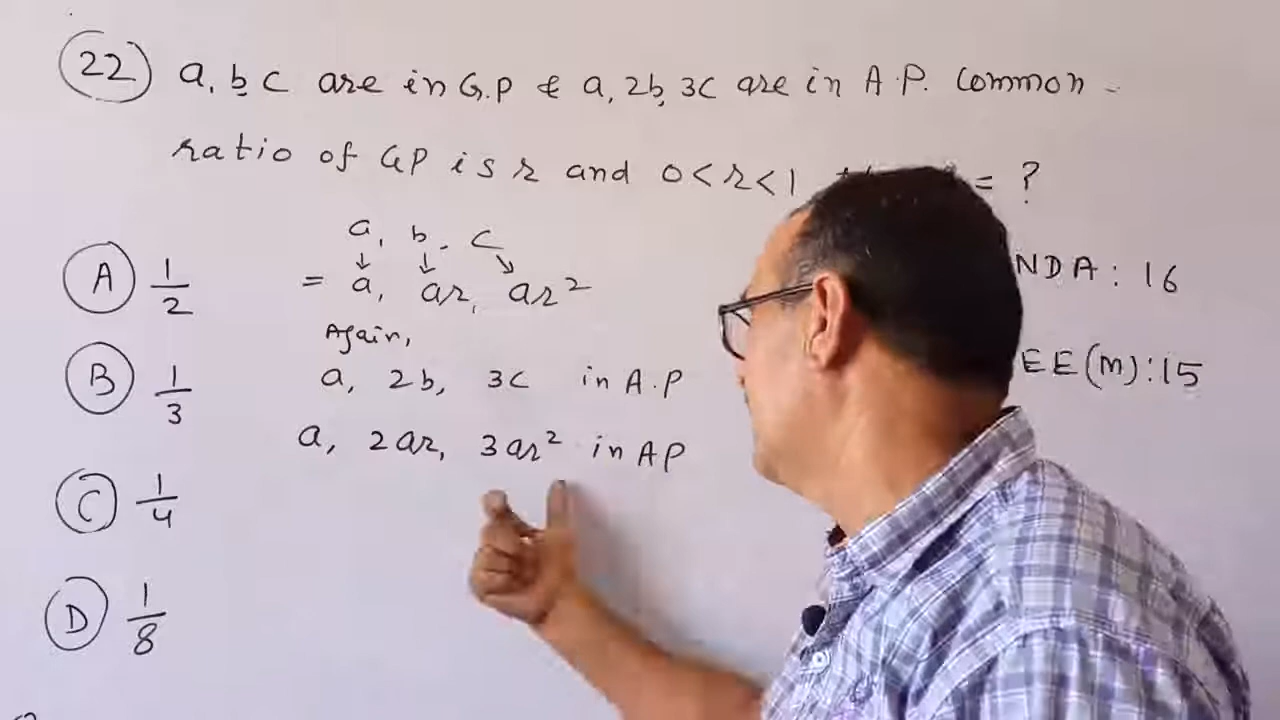 22 a, b, c are in G.P & a, 2b, 3c are in A.P. Common -
ratio of GP is r and 0<r<1 = ?
NDA: 16
EE(M): 15
A 1/2
B 1/3
C 1/4
D 1/8
a, b, c
↓ ↓ ↘
= a, ar, ar²
Again,
a, 2b, 3c in A.P
a, 2ar, 3ar² in AP